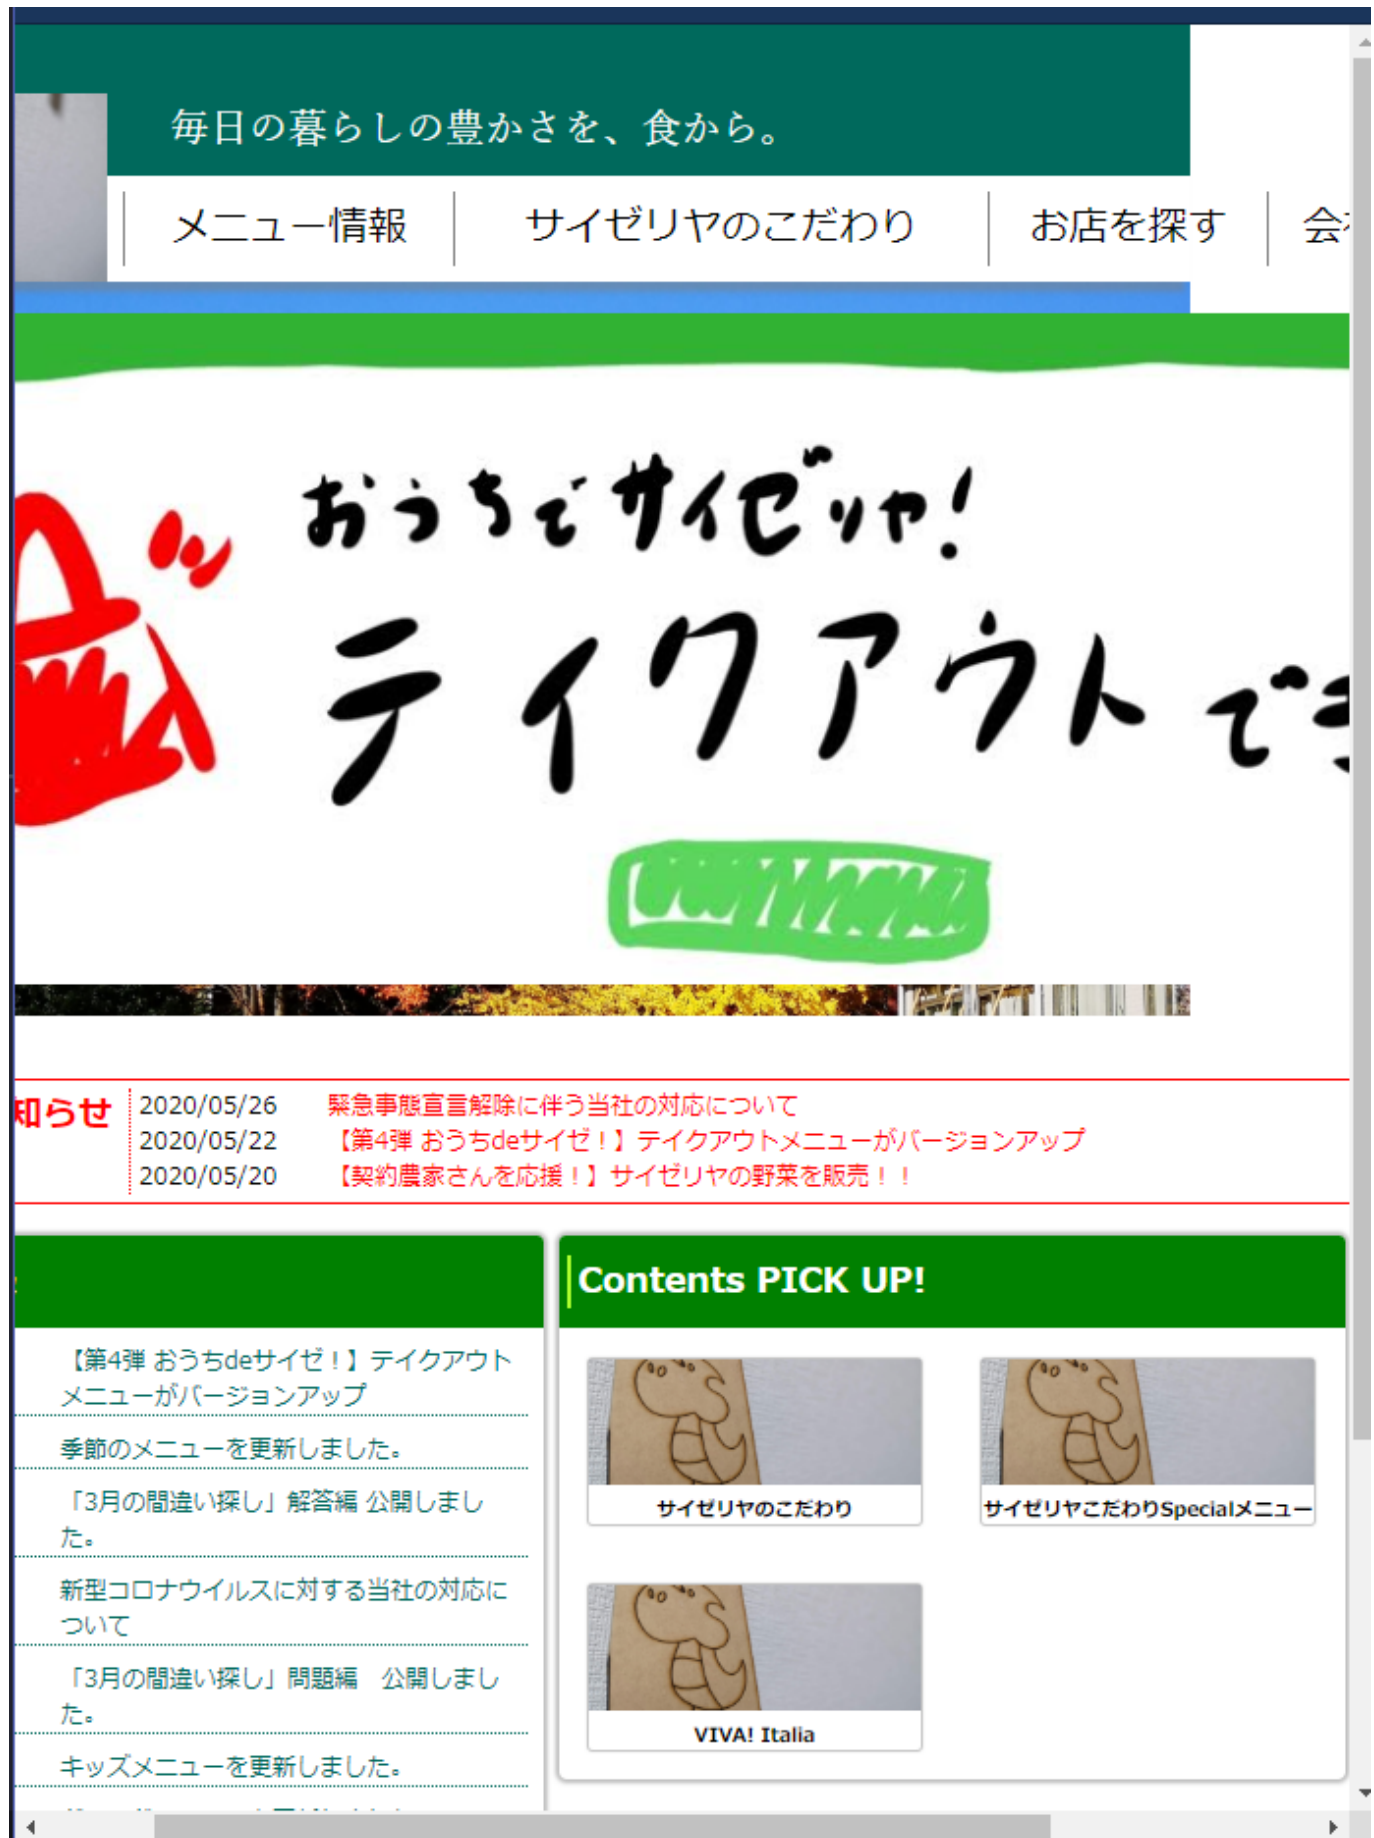 毎日の暮らしの豊かさを、食から。
メニュー情報
サイゼリヤのこだわり
お店を探す
会
ッ
おうちでサイゼリヤ!
テイクアウトで
知らせ
2020/05/26 緊急事態宣言解除に伴う当社の対応について
2020/05/22 【第4弾 おうちdeサイゼ！】テイクアウトメニューがバージョンアップ
2020/05/20 【契約農家さんを応援！】サイゼリヤの野菜を販売！！
【第4弾 おうちdeサイゼ！】テイクアウト
メニューがバージョンアップ
季節のメニューを更新しました。
「3月の間違い探し」解答編 公開しまし
た。
新型コロナウイルスに対する当社の対応に
ついて
「3月の間違い探し」問題編　公開しまし
た。
キッズメニューを更新しました。
Contents PICK UP!
サイゼリヤのこだわり
サイゼリヤこだわりSpecialメニュー
VIVA! Italia